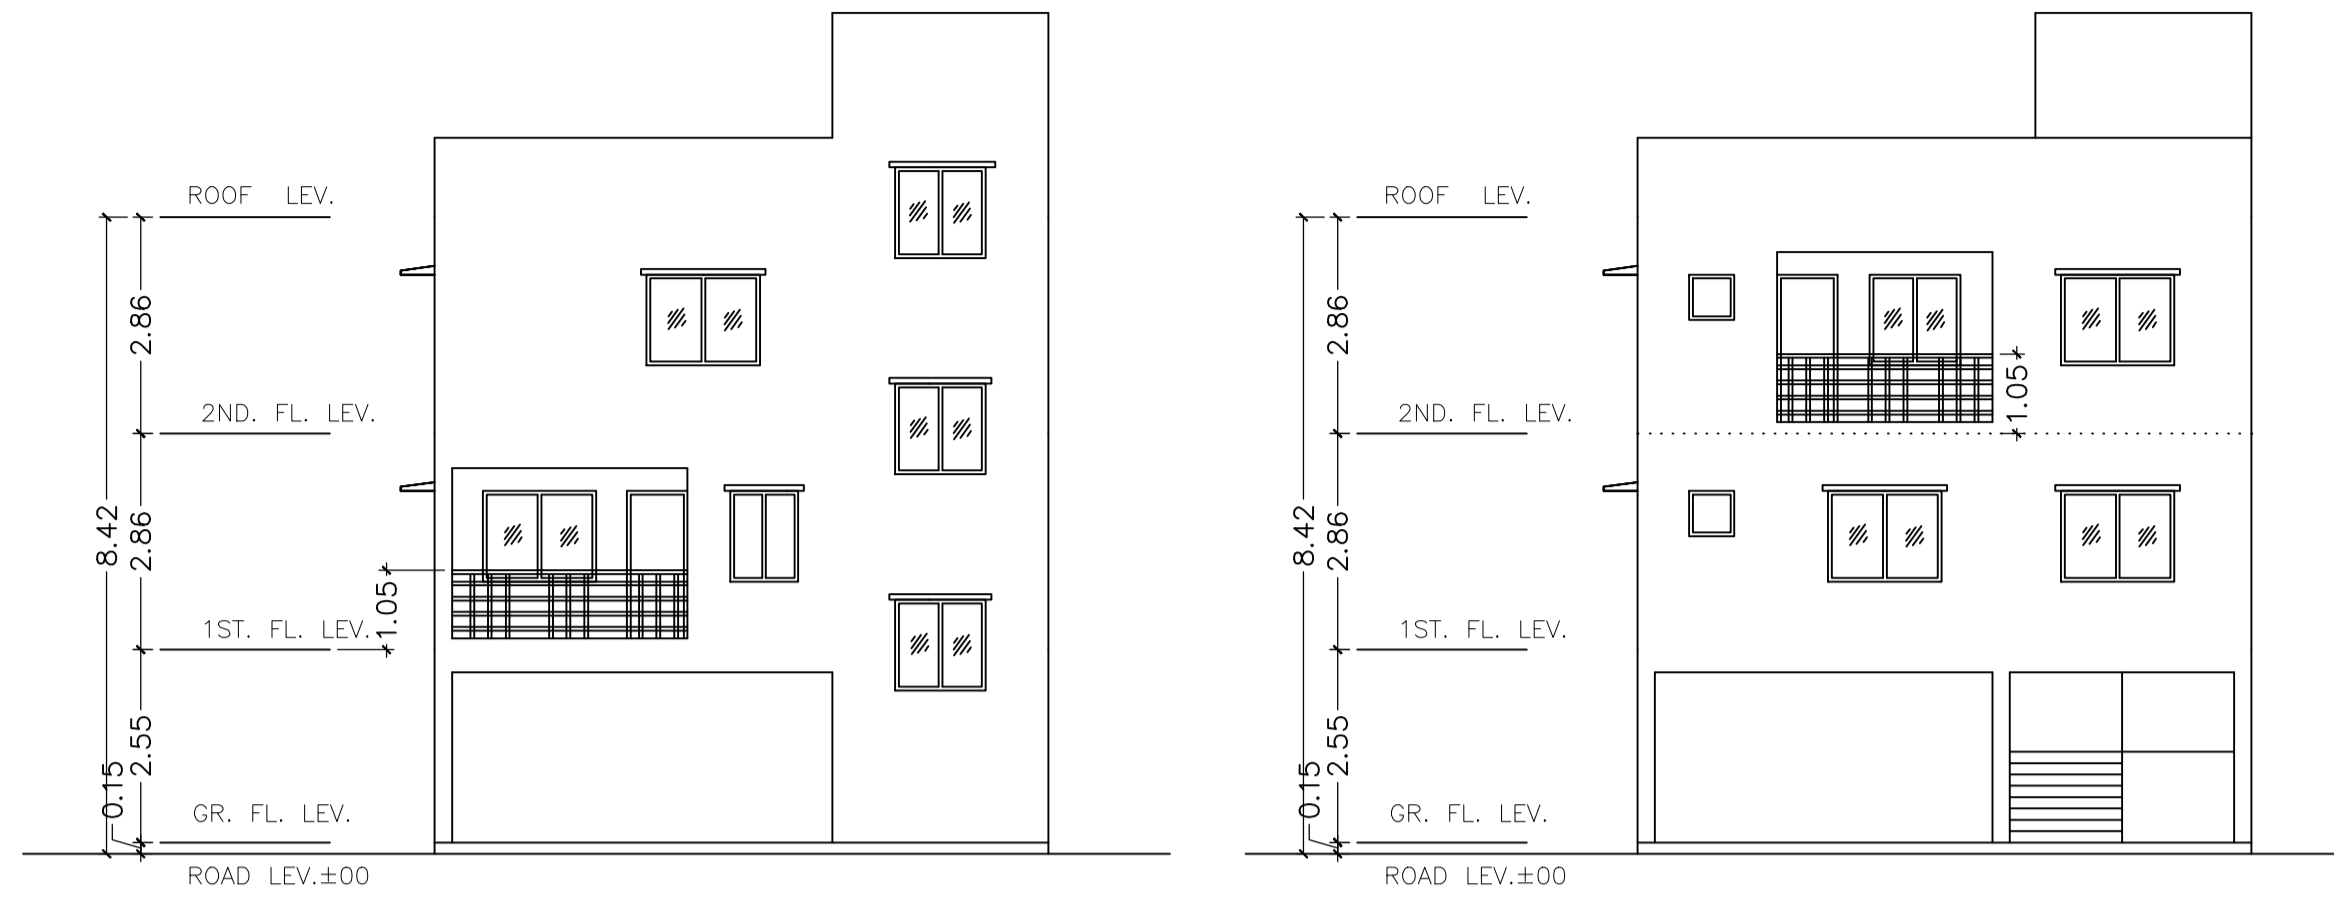 ROOF LEV.
2.86
2ND. FL. LEV.
8.42
2.86
1.05
1ST. FL. LEV.
2.55
0.15
GR. FL. LEV.
ROAD LEV.±00
ROOF LEV.
2.86
1.05
2ND. FL. LEV.
8.42
2.86
1ST. FL. LEV.
2.55
0.15
GR. FL. LEV.
ROAD LEV.±00